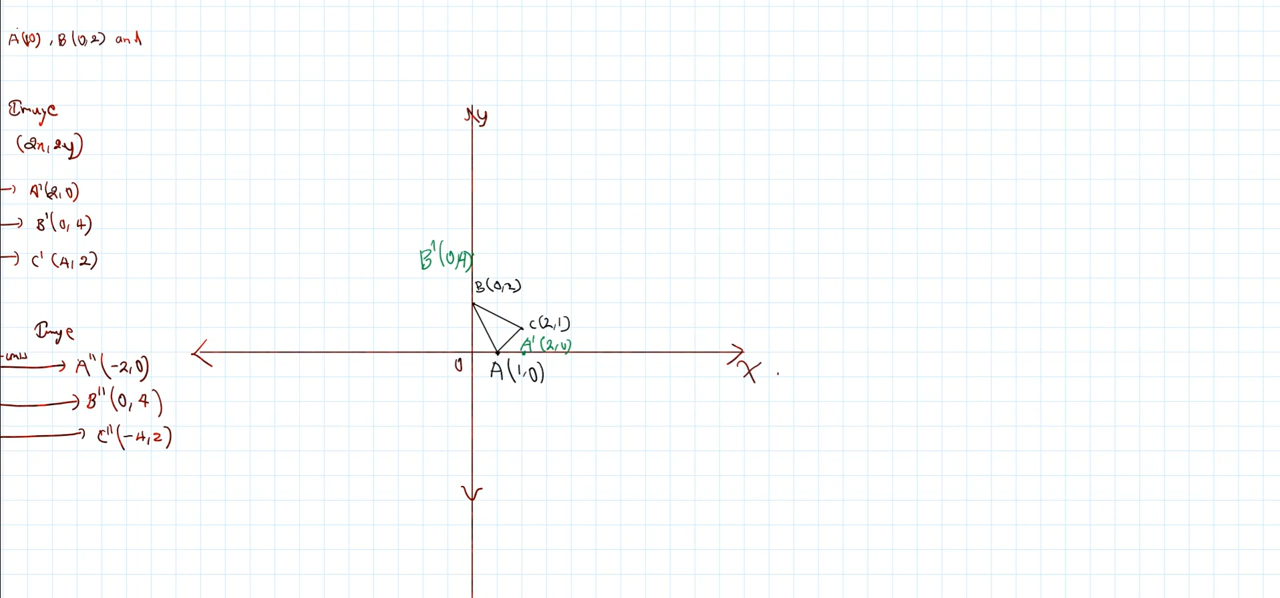 A(1,0) , B(0,2) and
Image
(2x, 2y)
→ A'(2,0)
→ B'(0,4)
→ C'(4,2)
Image
→ A''(-2,0)
→ B''(0,4)
→ C''(-4,2)
y
B'(0,4)
B(0,2)
C(2,1)
A'(2,0)
0
A(1,0)
X